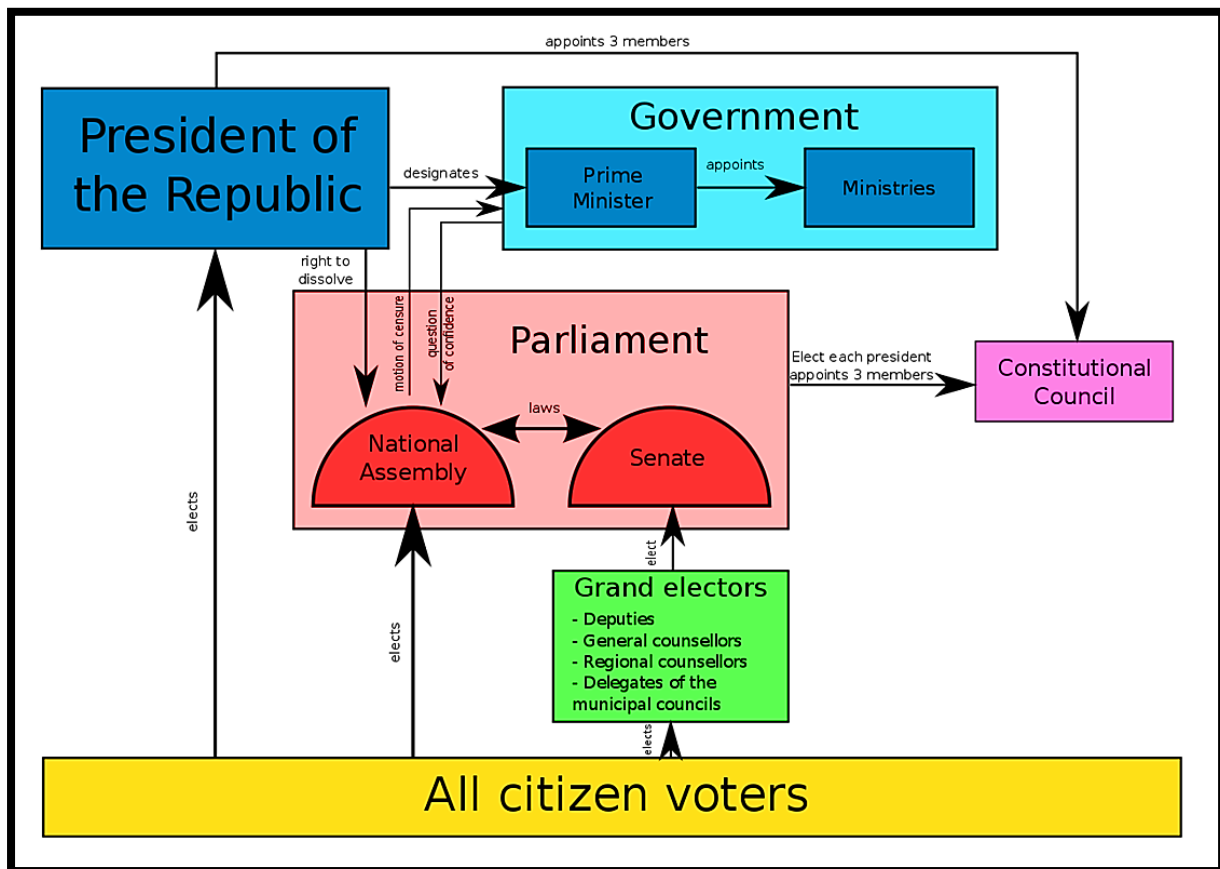 appoints 3 members
President of
the Republic
Government
designates
Prime
Minister
appoints
Ministries
right to
dissolve
motion of censure
question
of confidence
Parliament
Elect each president
appoints 3 members
Constitutional
Council
laws
National
Assembly
Senate
elects
elects
elect
Grand electors
- Deputies
- General counsellors
- Regional counsellors
- Delegates of the
municipal councils
elects
All citizen voters